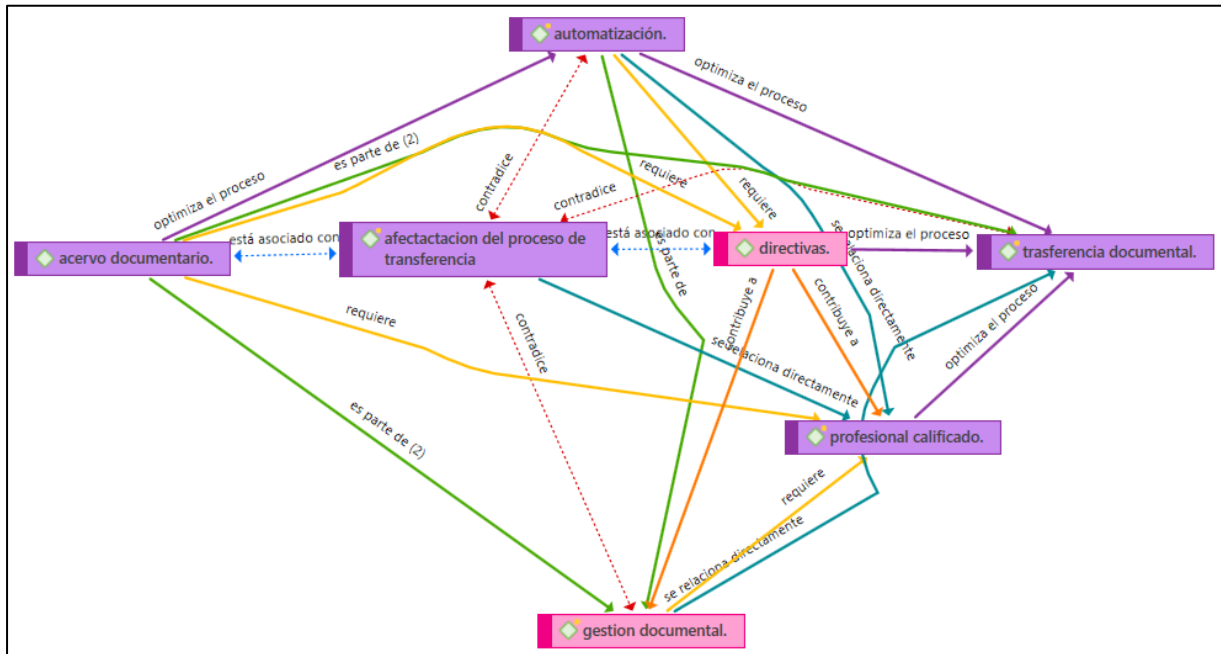 automatización.
optimiza el proceso
es parte de (2)
optimiza el proceso
contradice
requiere
requiere
contradice
está asociado con
está asociado con
es parte de
se relaciona directamente
optimiza el proceso
acervo documentario.
afectactacion del proceso de
transferencia
directivas.
trasferencia documental.
requiere
contradice
contribuye a
contribuye a
optimiza el proceso
se relaciona directamente
es parte de (2)
profesional calificado.
requiere
se relaciona directamente
gestion documental.